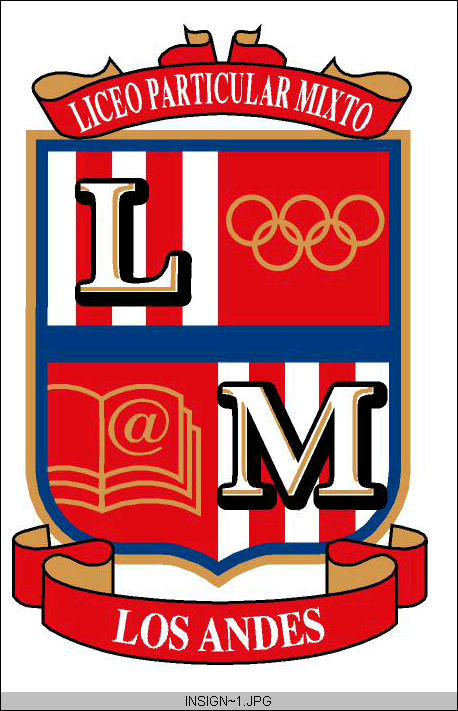 LICEO PARTICULAR MIXTO
L
@
M
LOS ANDES
INSIGN~1.JPG